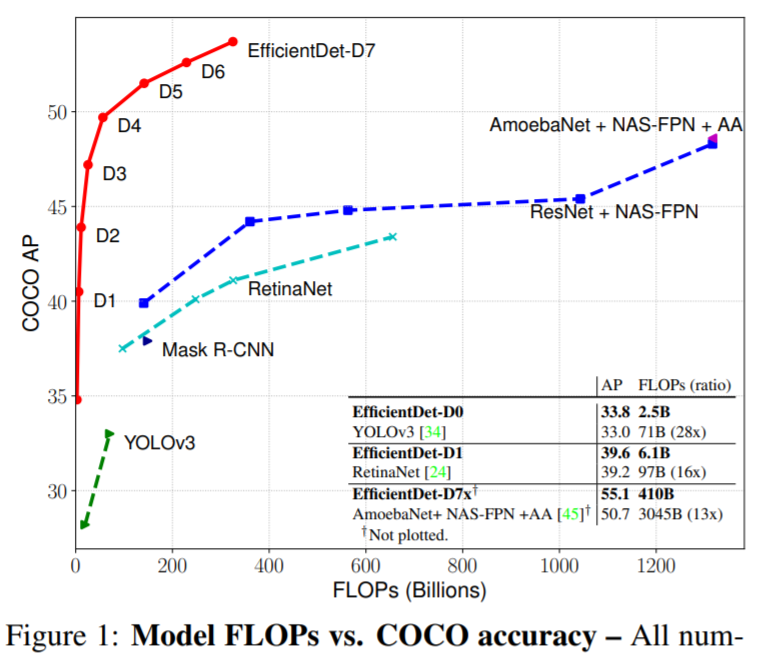 EfficientDet-D7
D6
D5
D4
D3
D2
D1
AmoebaNet + NAS-FPN + AA
ResNet + NAS-FPN
RetinaNet
Mask R-CNN
YOLOv3
COCO AP
50
45
40
35
30
AP FLOPs (ratio)
EfficientDet-D0 33.8 2.5B
YOLOv3 [34] 33.0 71B (28x)
EfficientDet-D1 39.6 6.1B
RetinaNet [24] 39.2 97B (16x)
EfficientDet-D7x† 55.1 410B
AmoebaNet+ NAS-FPN +AA [45]† 50.7 3045B (13x)
†Not plotted.
0 200 400 600 800 1000 1200
FLOPs (Billions)
Figure 1: Model FLOPs vs. COCO accuracy – All num-